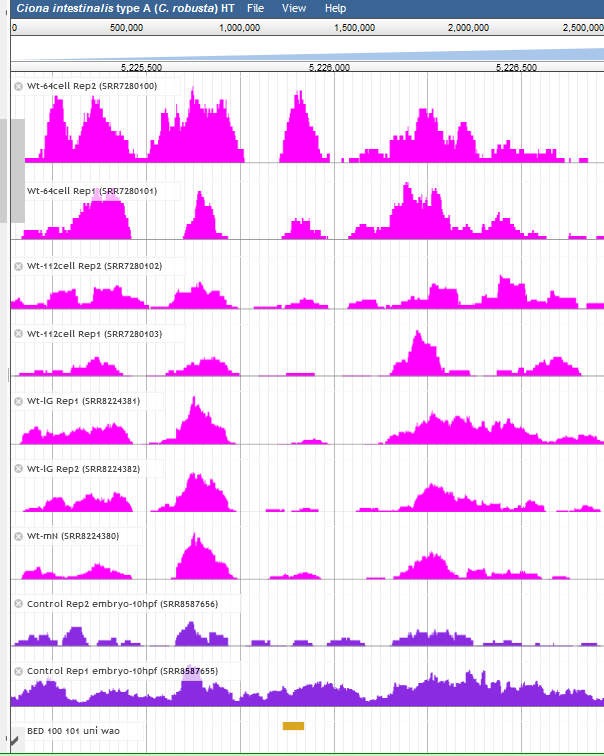 Ciona intestinalis type A (C. robusta) HT File View Help
0 500,000 1,000,000 1,500,000 2,000,000 2,500,000
5,225,500 5,226,000 5,226,500
Wt-64cell Rep2 (SRR7280100)
Wt-64cell Rep1 (SRR7280101)
Wt-112cell Rep2 (SRR7280102)
Wt-112cell Rep1 (SRR7280103)
Wt-lG Rep1 (SRR8224381)
Wt-lG Rep2 (SRR8224382)
Wt-mN (SRR8224380)
Control Rep2 embryo-10hpf (SRR8587656)
Control Rep1 embryo-10hpf (SRR8587655)
BED 100 101 uni wao